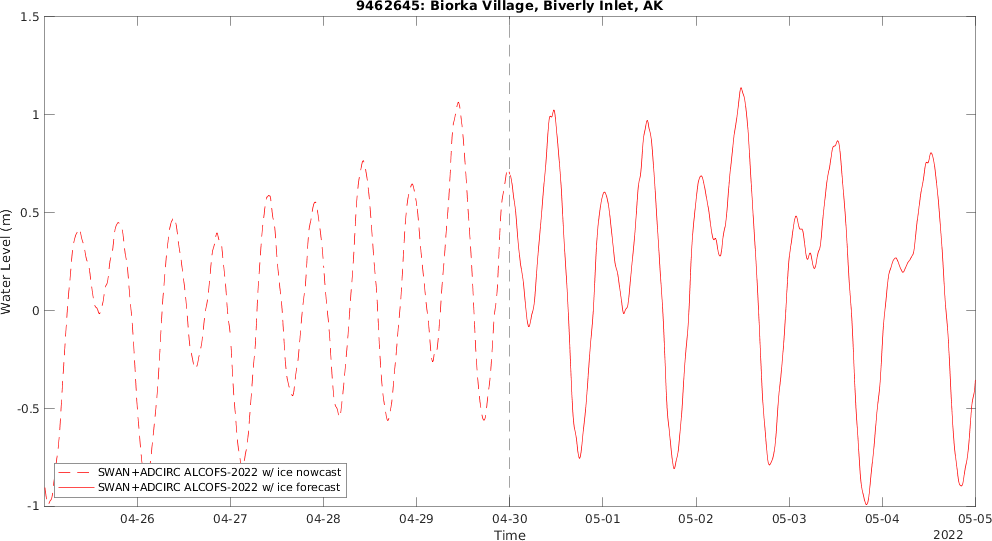 9462645: Biorka Village, Biverly Inlet, AK
1.5
1
0.5
0
-0.5
-1
Water Level (m)
SWAN+ADCIRC ALCOFS-2022 w/ ice nowcast
SWAN+ADCIRC ALCOFS-2022 w/ ice forecast
04-26 04-27 04-28 04-29 04-30 05-01 05-02 05-03 05-04 05-05
Time
2022